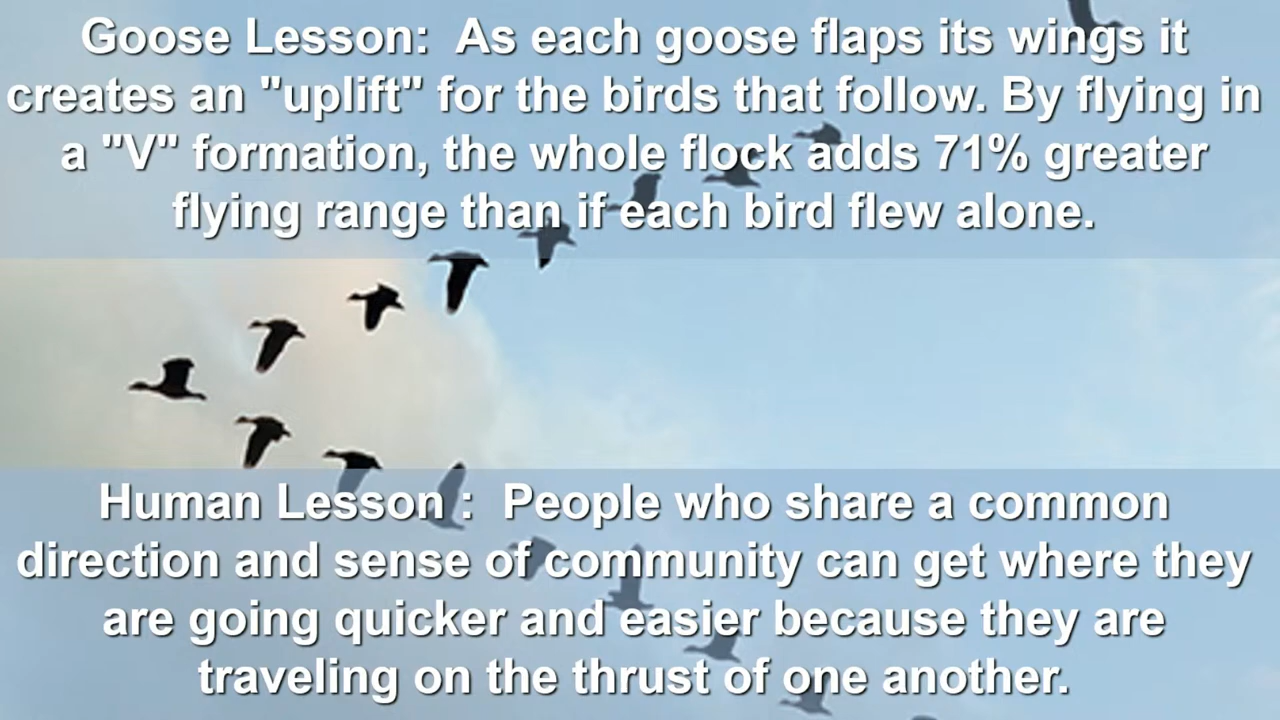 Goose Lesson:  As each goose flaps its wings it
creates an "uplift" for the birds that follow. By flying in
a "V" formation, the whole flock adds 71% greater
flying range than if each bird flew alone.
Human Lesson :  People who share a common
direction and sense of community can get where they
are going quicker and easier because they are
traveling on the thrust of one another.